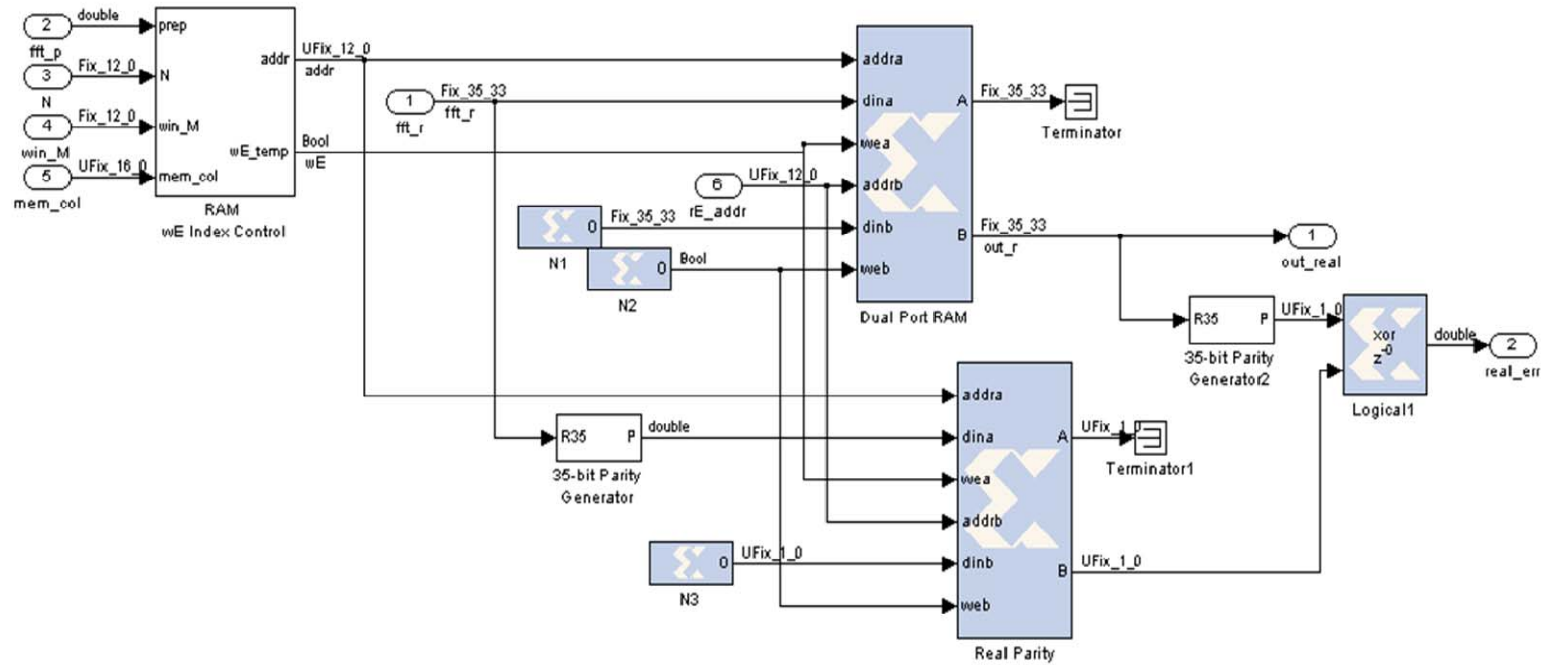 2
double
prep
fft_p
3
Fix_12_0
N
N
4
Fix_12_0
win_M
win_M
5
UFix_16_0
mem_col
mem_col
addr
UFix_12_0
addr
wE_temp
Bool
wE
RAM
wE Index Control
1
fft_r
Fix_35_33
fft_r
6
rE_addr
UFix_12_0
0
N1
Fix_35_33
0
N2
Bool
addra
dina
wea
addrb
dinb
web
A
B
Dual Port RAM
Fix_35_33
Terminator
Fix_35_33
out_r
1
out_real
R35 P
35-bit Parity
Generator2
UFix_1_0
xor
z-0
Logical1
double
2
real_err
R35 P
35-bit Parity
Generator
double
0
N3
UFix_1_0
addra
dina
wea
addrb
dinb
web
A
B
Real Parity
UFix_1_0
Terminator1
UFix_1_0